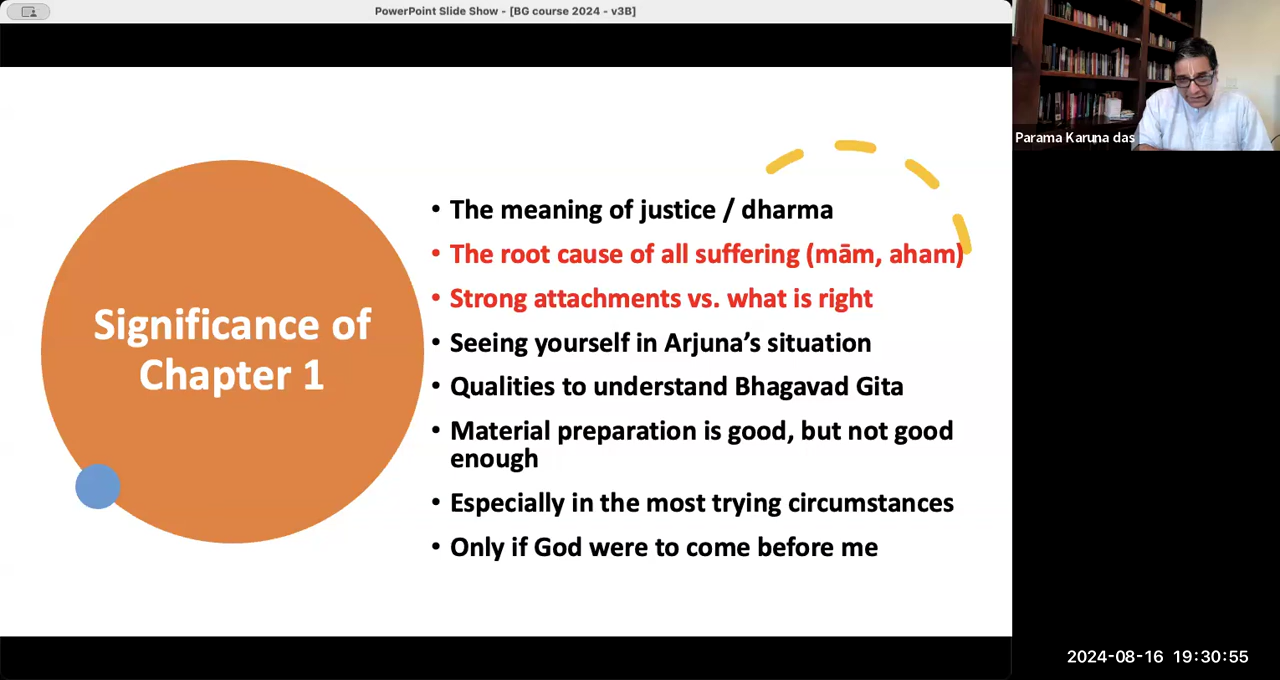 PowerPoint Slide Show - [BG course 2024 - v3B]
Parama Karuna das
Significance of
Chapter 1
• The meaning of justice / dharma
• The root cause of all suffering (mām, aham)
• Strong attachments vs. what is right
• Seeing yourself in Arjuna’s situation
• Qualities to understand Bhagavad Gita
• Material preparation is good, but not good
enough
• Especially in the most trying circumstances
• Only if God were to come before me
2024-08-16 19:30:55